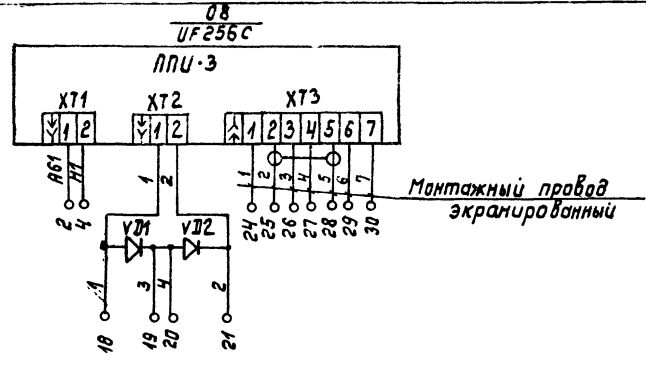 08
UF256C
ППИ-3
XT1 XT2 XT3
1 2 1 2 1 2 3 4 5 6 7
A61 H1 1 2 1 2 3 4 5 6 7
Монтажный провод
экранированный
2 4 24 25 26 27 28 29 30
VD1 VD2
1 3 4 2
18 19 20 21